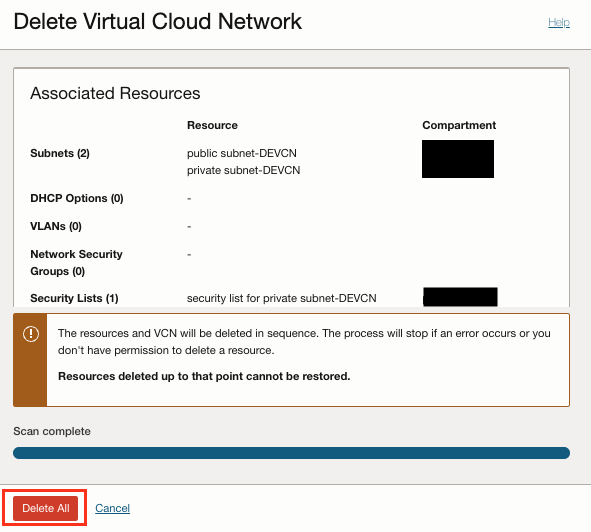 Delete Virtual Cloud Network
Help
Associated Resources
Resource Compartment
Subnets (2) public subnet-DEVCN
private subnet-DEVCN
DHCP Options (0) -
VLANs (0) -
Network Security -
Groups (0)
Security Lists (1) security list for private subnet-DEVCN
The resources and VCN will be deleted in sequence. The process will stop if an error occurs or you
don't have permission to delete a resource.
Resources deleted up to that point cannot be restored.
Scan complete
Delete All Cancel